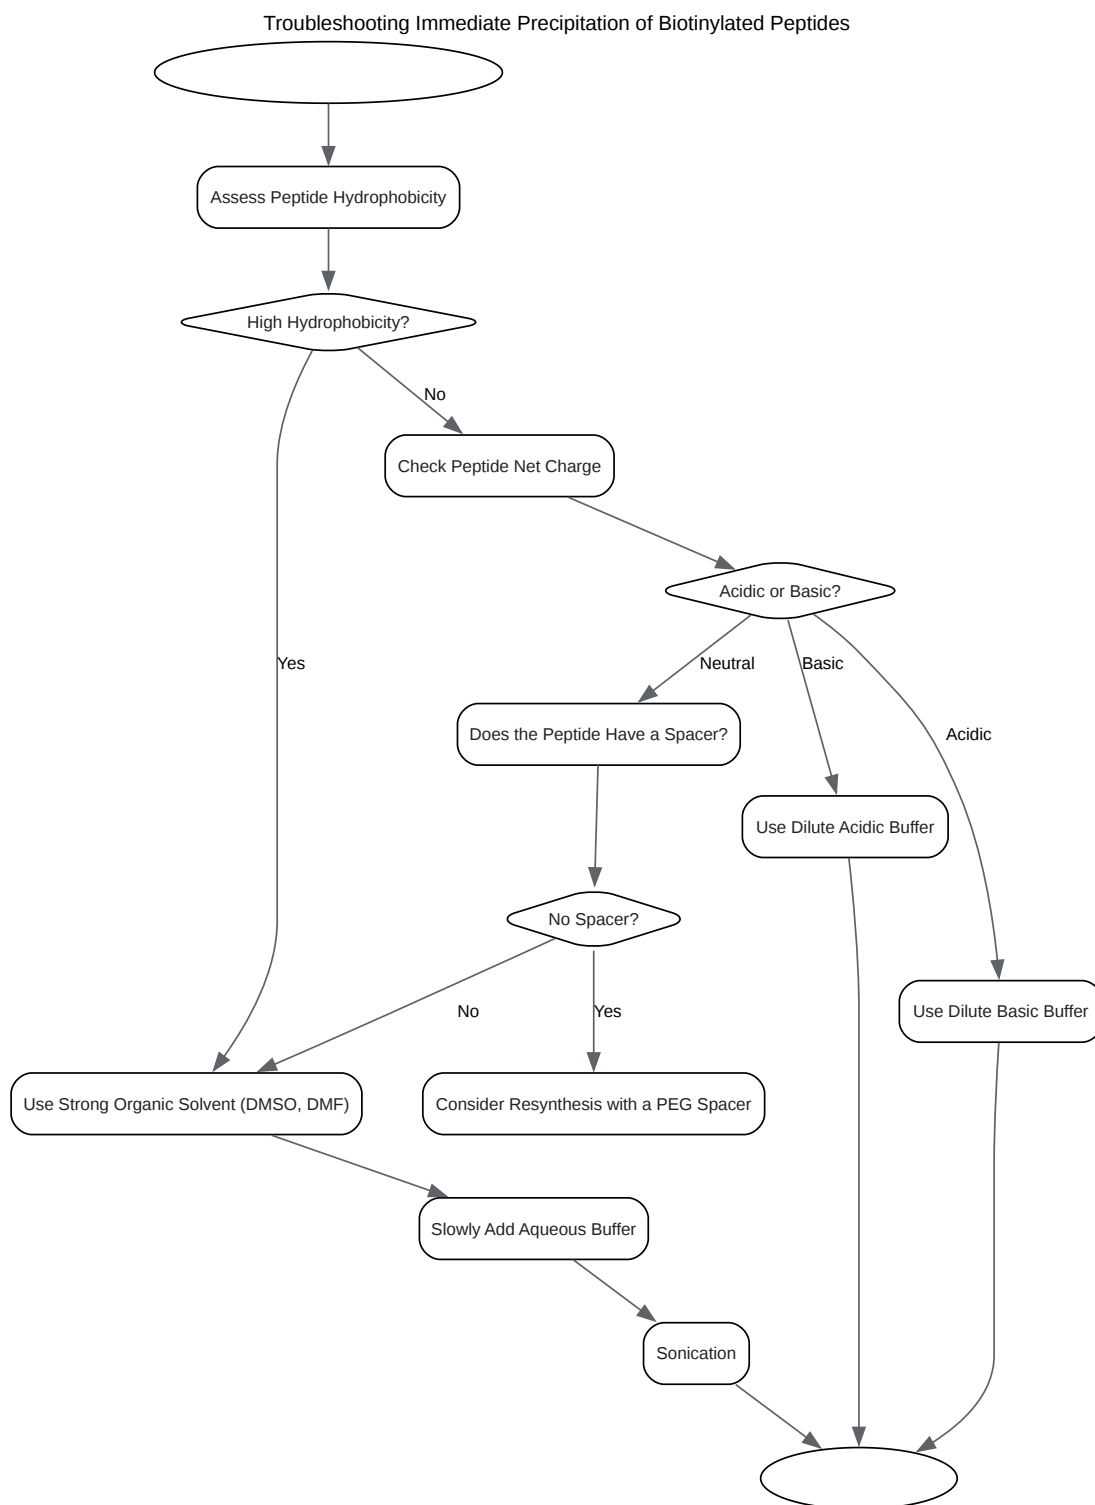 Troubleshooting Immediate Precipitation of Biotinylated Peptides
Assess Peptide Hydrophobicity
High Hydrophobicity?
No
Check Peptide Net Charge
Acidic or Basic?
Yes
Neutral
Basic
Acidic
Does the Peptide Have a Spacer?
Use Dilute Acidic Buffer
No Spacer?
No
Yes
Use Dilute Basic Buffer
Use Strong Organic Solvent (DMSO, DMF)
Consider Resynthesis with a PEG Spacer
Slowly Add Aqueous Buffer
Sonication